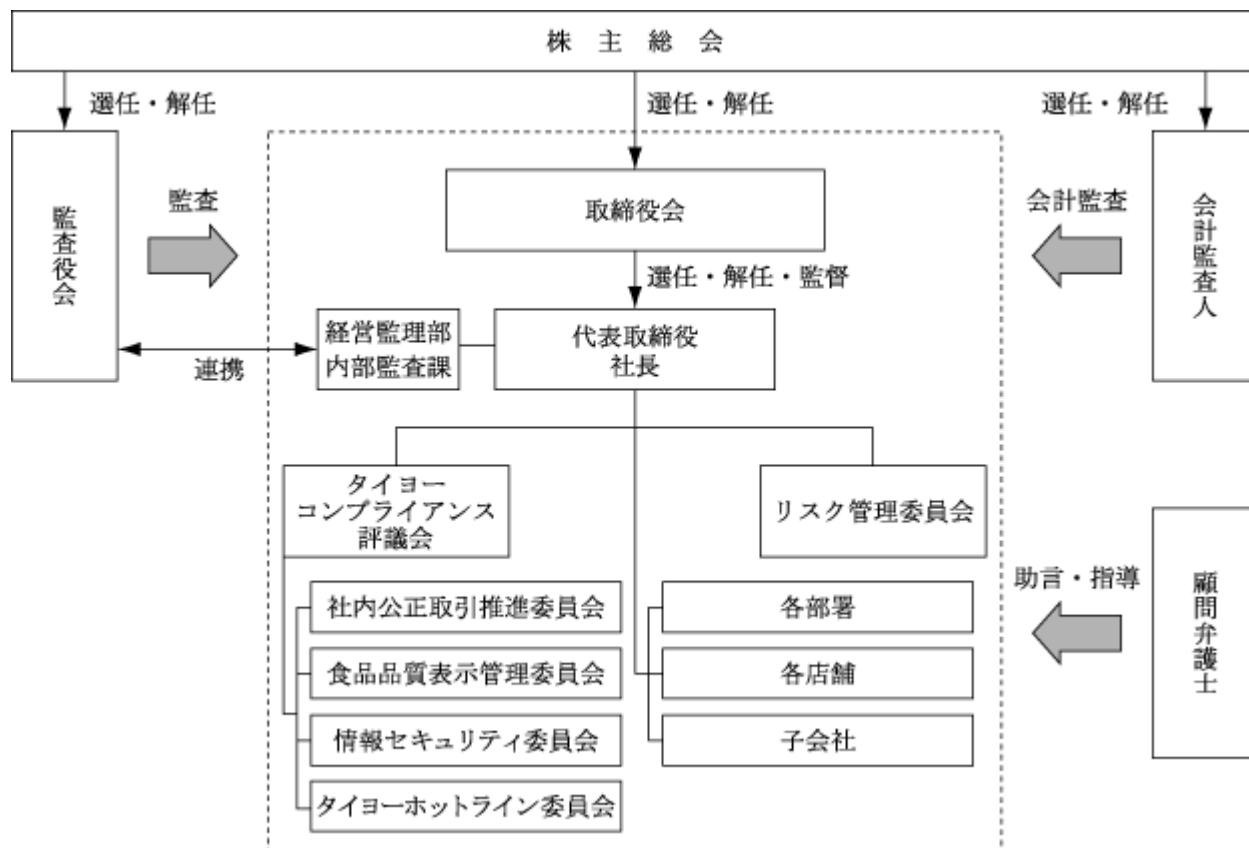 株主総会
選任・解任
選任・解任
選任・解任
監査役会
監査
取締役会
会計監査
会計監査人
選任・解任・監督
経営監理部
内部監査課
代表取締役
社長
連携
タイヨー
コンプライアンス
評議会
リスク管理委員会
社内公正取引推進委員会
食品品質表示管理委員会
情報セキュリティ委員会
タイヨーホットライン委員会
各部署
各店舗
子会社
助言・指導
顧問弁護士